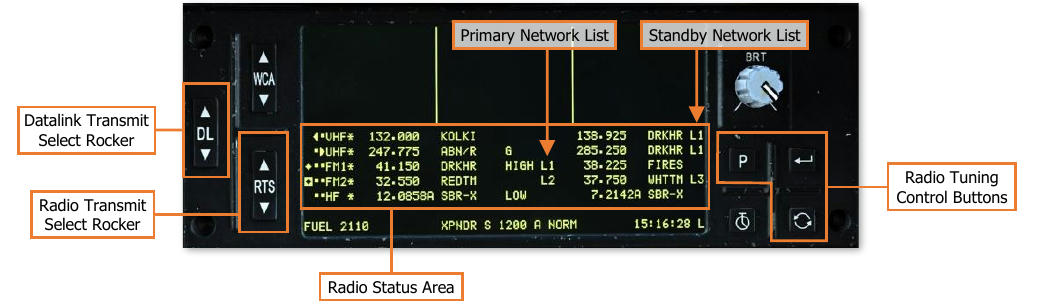 Primary Network List
Standby Network List
BRT
WCA
Datalink Transmit
Select Rocker
DL
RTS
Radio Transmit
Select Rocker
VHF* 132.000 KOLKI 138.925 DRKHR L1
UHF* 247.775 ABN/R G 285.250 DRKHR L1
FM1* 41.150 DRKHR HIGH L1 38.225 FIRES
FM2* 32.550 REDTM L2 37.750 WHTTM L3
HF * 12.0858A SBR-X LOW 7.2142A SBR-X
FUEL 2110 XPNDR S 1200 A NORM 15:16:28 L
P
Radio Tuning
Control Buttons
Radio Status Area